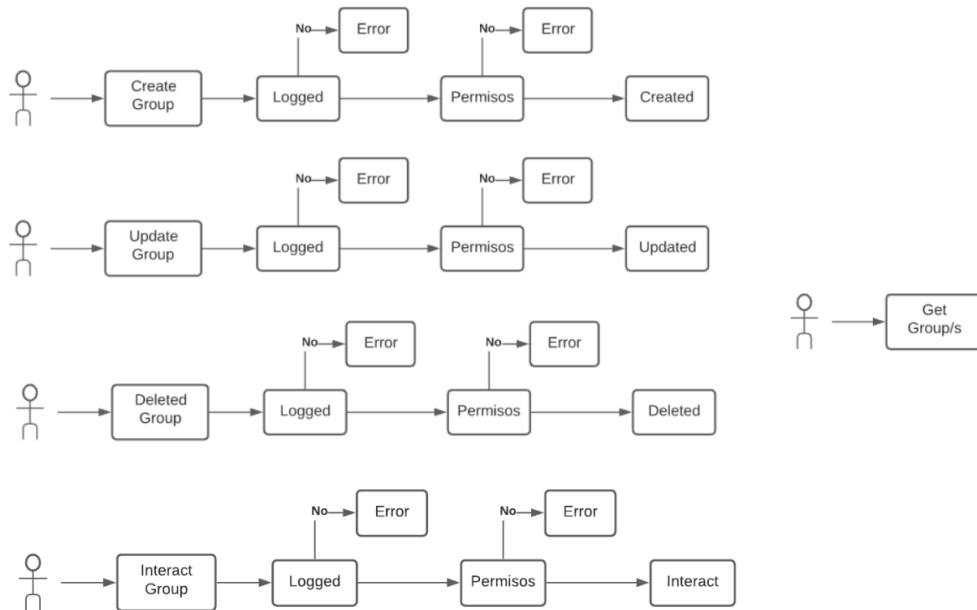 No
Error
No
Error
Create
Group
Logged
Permisos
Created
No
Error
No
Error
Update
Group
Logged
Permisos
Updated
Get
Group/s
No
Error
No
Error
Deleted
Group
Logged
Permisos
Deleted
No
Error
No
Error
Interact
Group
Logged
Permisos
Interact